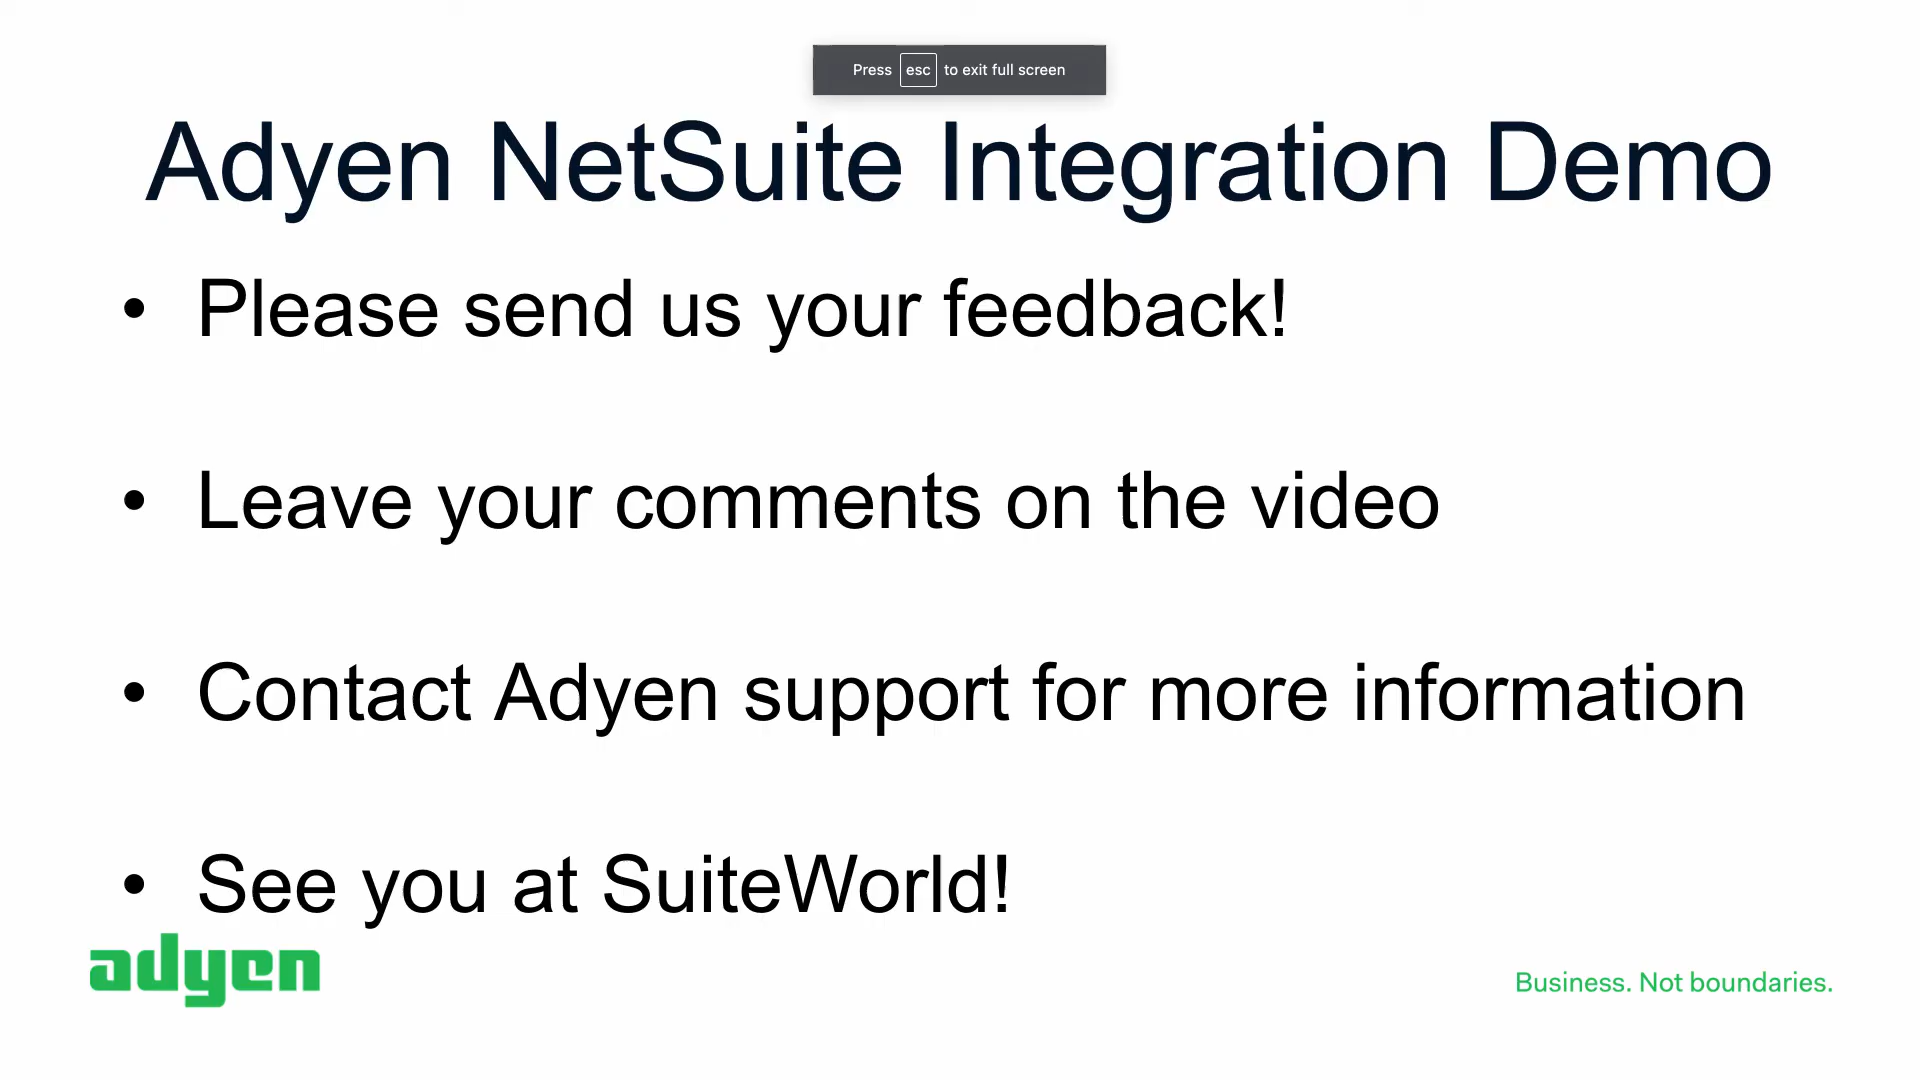 Press esc to exit full screen
Adyen NetSuite Integration Demo
• Please send us your feedback!
• Leave your comments on the video
• Contact Adyen support for more information
• See you at SuiteWorld!
adyen
Business. Not boundaries.